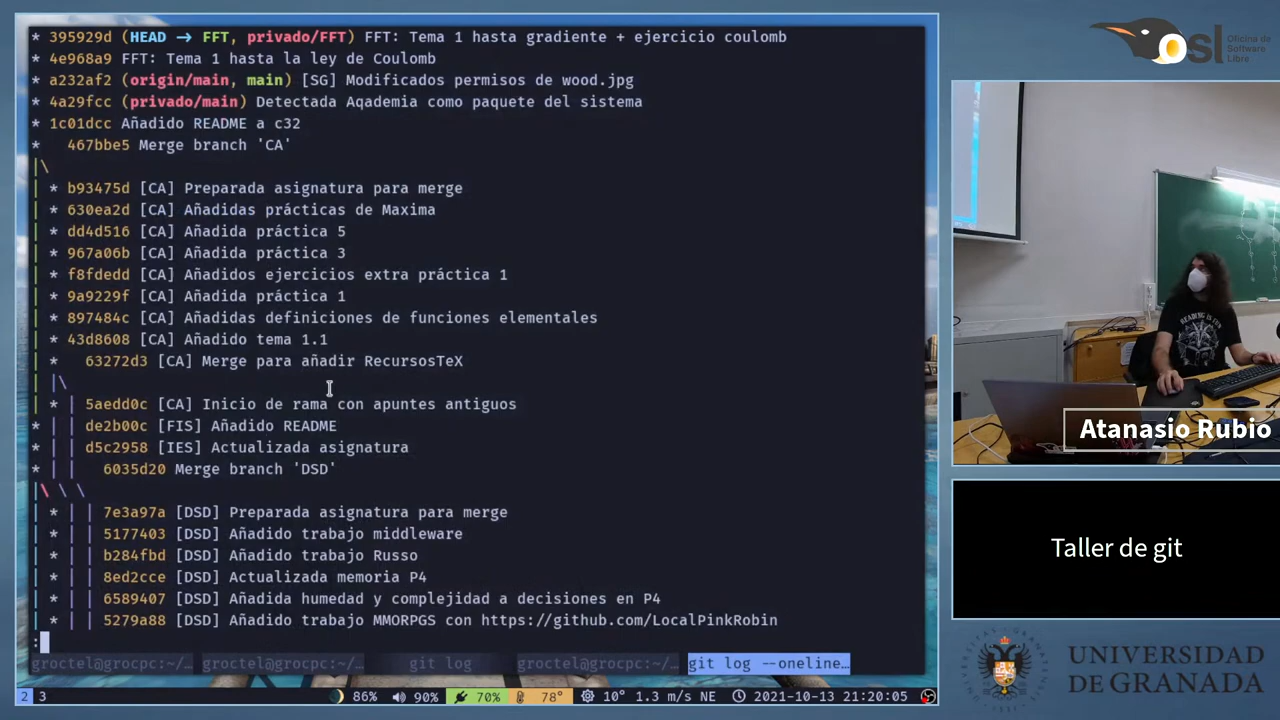 * 395929d (HEAD → FFT, privado/FFT) FFT: Tema 1 hasta gradiente + ejercicio coulomb
* 4e968a9 FFT: Tema 1 hasta la ley de Coulomb
* a232af2 (origin/main, main) [SG] Modificados permisos de wood.jpg
* 4a29fcc (privado/main) Detectada Aqademia como paquete del sistema
* 1c01dcc Añadido README a c32
*   467bbe5 Merge branch 'CA'
|\
| * b93475d [CA] Preparada asignatura para merge
| * 630ea2d [CA] Añadidas prácticas de Maxima
| * dd4d516 [CA] Añadida práctica 5
| * 967a06b [CA] Añadida práctica 3
| * f8fdedd [CA] Añadidos ejercicios extra práctica 1
| * 9a9229f [CA] Añadida práctica 1
| * 897484c [CA] Añadidas definiciones de funciones elementales
| * 43d8608 [CA] Añadido tema 1.1
| *   63272d3 [CA] Merge para añadir RecursosTeX
| |\
| * | 5aedd0c [CA] Inicio de rama con apuntes antiguos
* | | de2b00c [FIS] Añadido README
* | | d5c2958 [IES] Actualizada asignatura
* | |   6035d20 Merge branch 'DSD'
|\ \ \
| * | | 7e3a97a [DSD] Preparada asignatura para merge
| * | | 5177403 [DSD] Añadido trabajo middleware
| * | | b284fbd [DSD] Añadido trabajo Russo
| * | | 8ed2cce [DSD] Actualizada memoria P4
| * | | 6589407 [DSD] Añadida humedad y complejidad a decisiones en P4
| * | | 5279a88 [DSD] Añadido trabajo MMORPGS con https://github.com/LocalPinkRobin
:
groctel@grocpc:~/… groctel@grocpc:~/… git log groctel@grocpc:~/… git log --oneline…
2 3 86% 90% 70% 78° 10° 1.3 m/s NE 2021-10-13 21:20:05
osl Oficina de
Software
Libre
READING IS FUN
Atanasio Rubio
Taller de git
UNIVERSIDAD
DE GRANADA